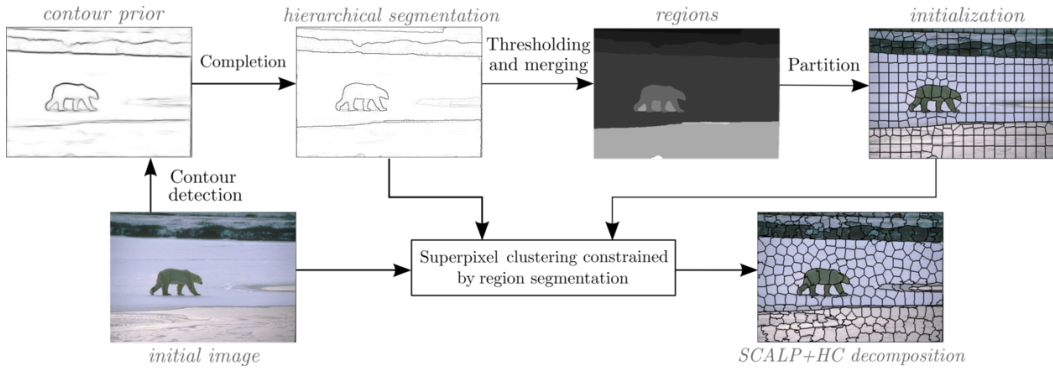 contour prior
hierarchical segmentation
regions
initialization
Completion
Thresholding
and merging
Partition
Contour
detection
Superpixel clustering constrained
by region segmentation
initial image
SCALP+HC decomposition